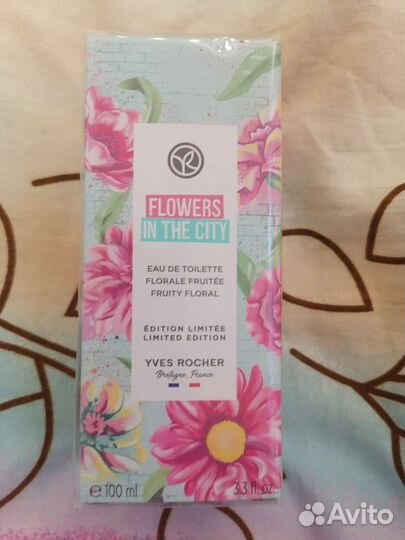 FLOWERS
IN THE CITY
EAU DE TOILETTE
FLORALE FRUITÉE
FRUITY FLORAL
ÉDITION LIMITÉE
LIMITED EDITION
YVES ROCHER
Bretagne, France
℮ 100 ml 3.3 fl. oz.
Avito